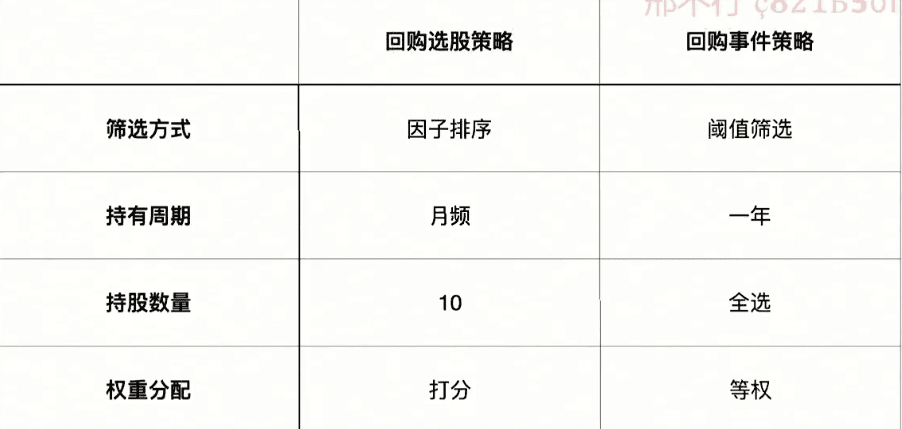 回购选股策略 回购事件策略
筛选方式 因子排序 阈值筛选
持有周期 月频 一年
持股数量 10 全选
权重分配 打分 等权